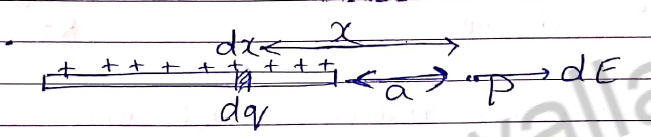 dx x
+ + + + + + + + +
a p dE
dq